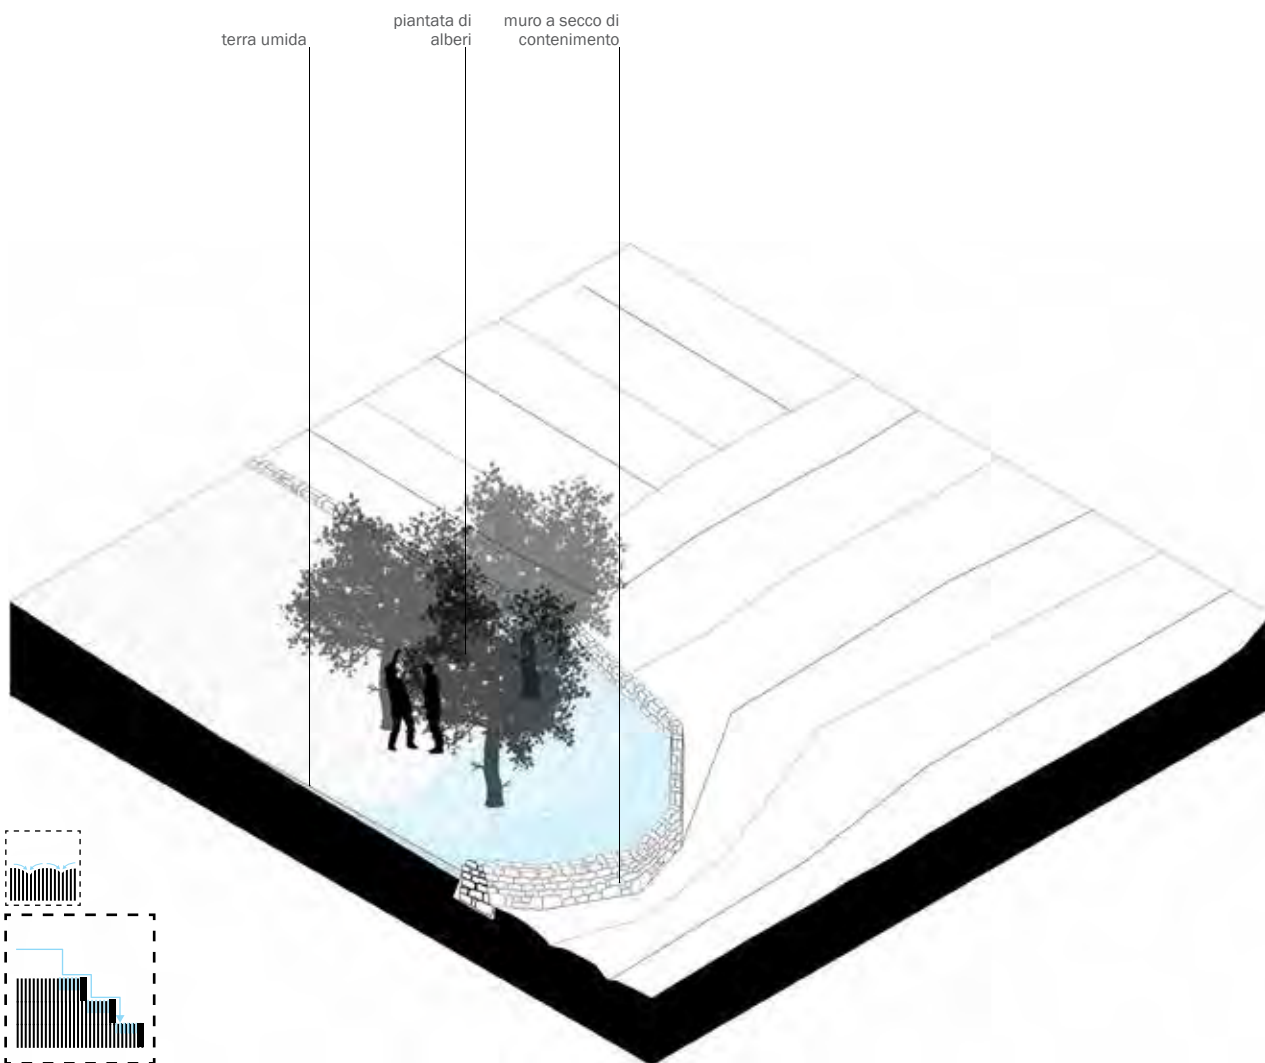 terra umida
piantata di
alberi
muro a secco di
contenimento